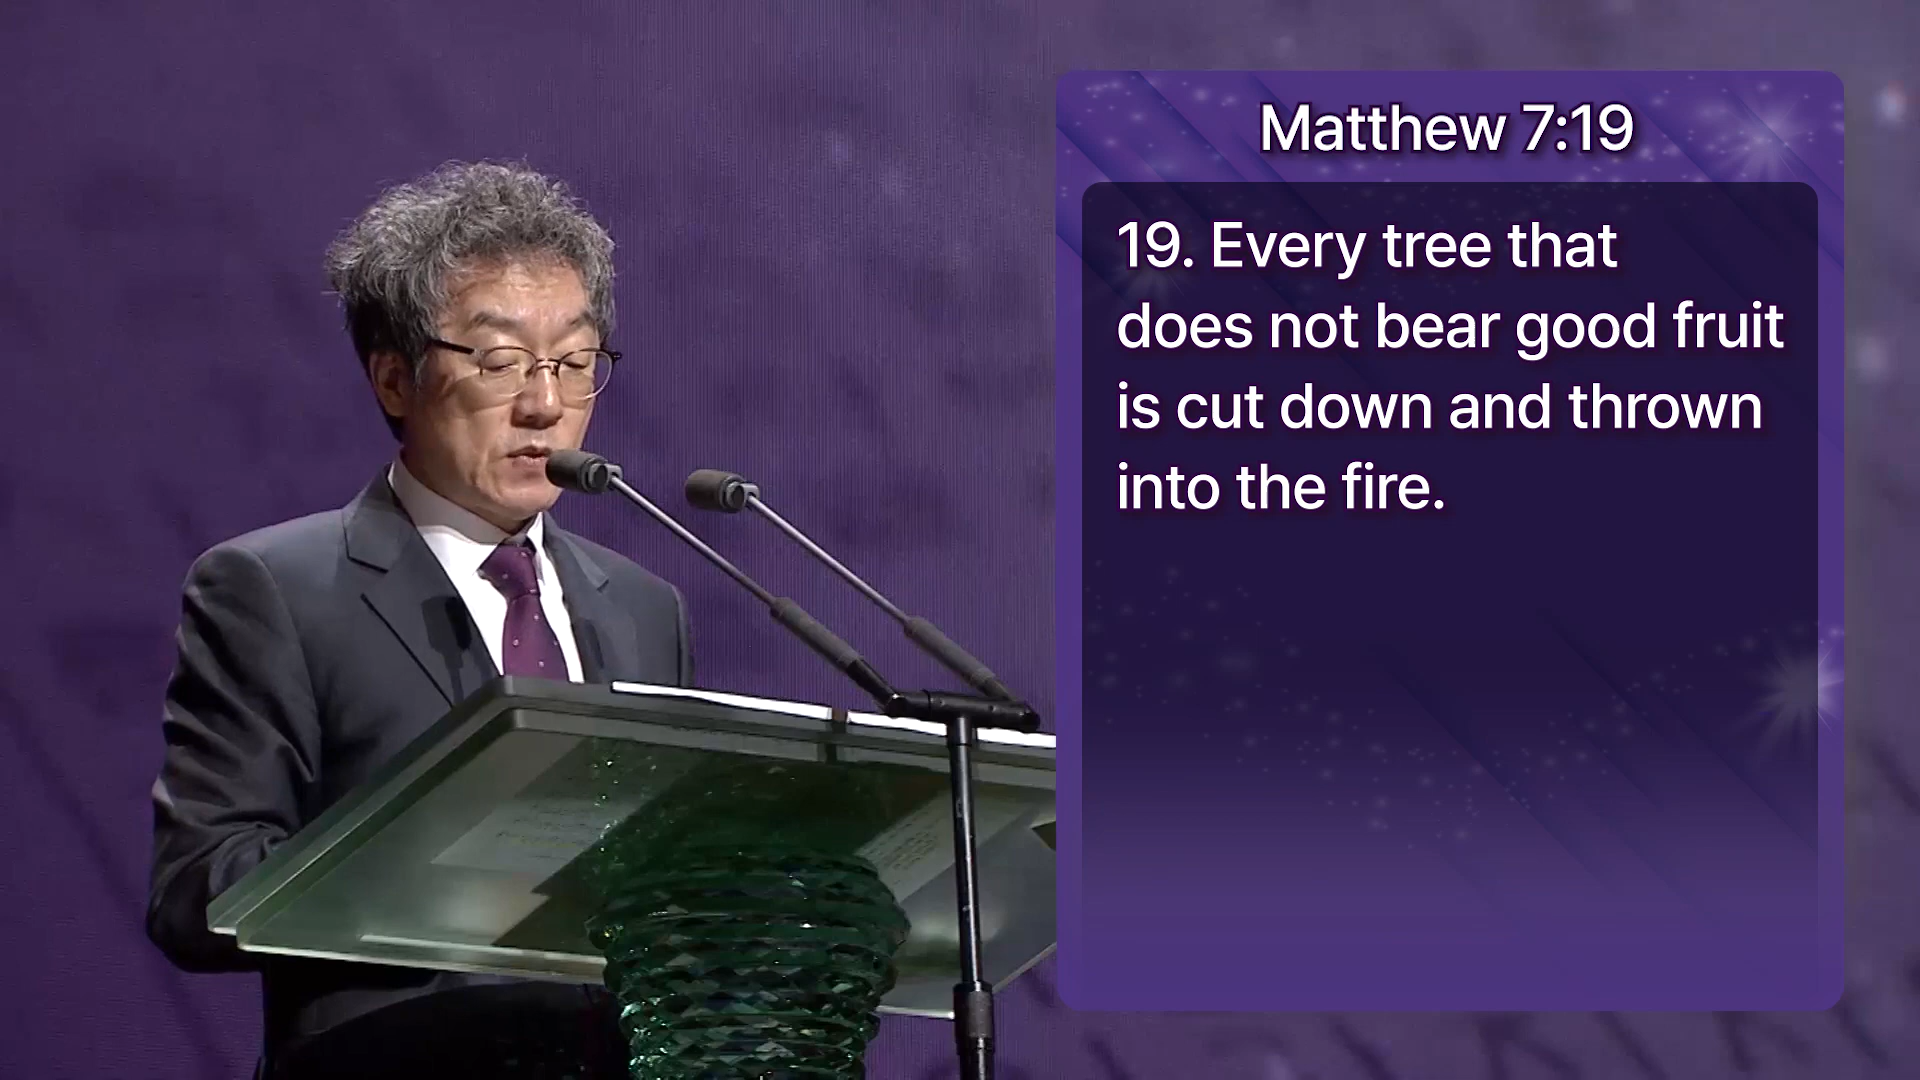 Matthew 7:19
19. Every tree that
does not bear good fruit
is cut down and thrown
into the fire.